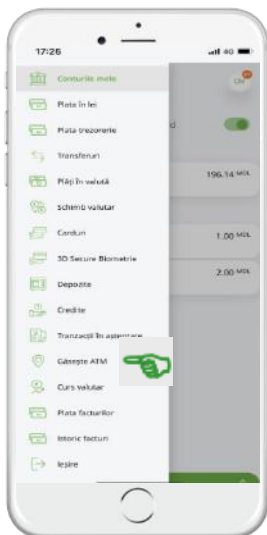 17:26
4G
Conturile mele
Plata în lei
Plata trezorerie
Transferuri
Plăți în valută
196.14 MDL
Schimb valutar
Carduri
1.00 MDL
3D Secure Biometrie
2.00 MDL
Depozite
Credite
Tranzacții în așteptare
Găsește ATM
Curs valutar
Plata facturilor
Istoric facturi
Ieșire